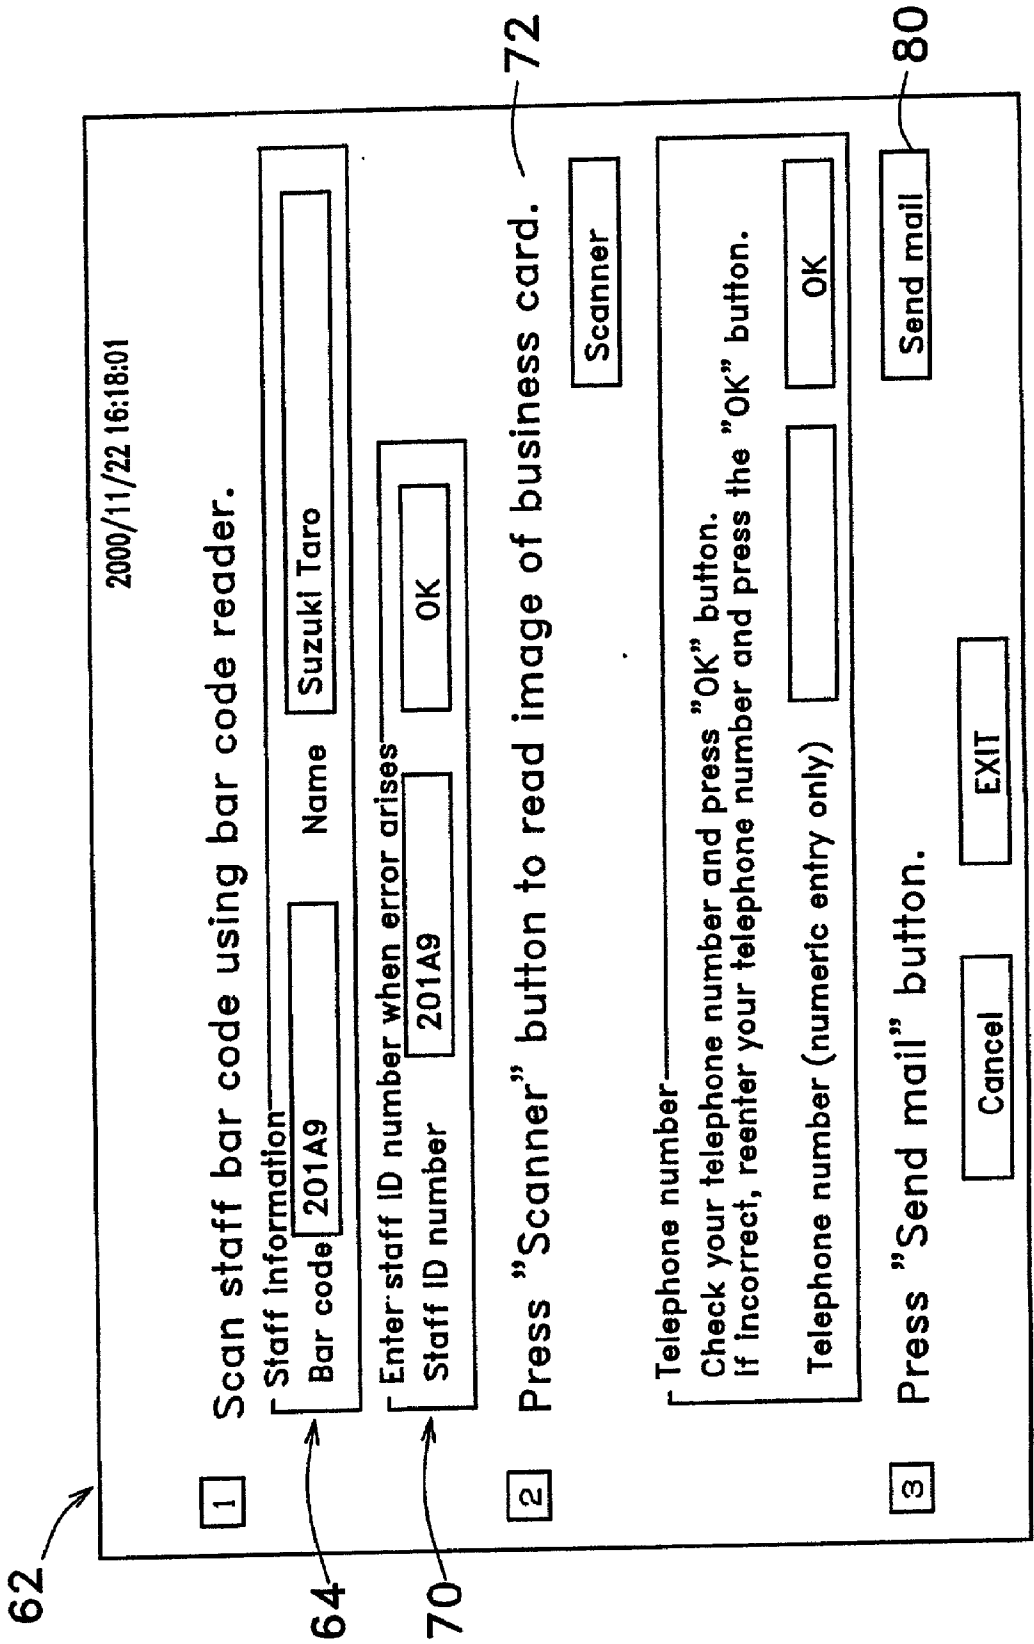 62
2000/11/22 16:18:01
1 Scan staff bar code using bar code reader.
64
Staff information
Bar code 201A9 Name Suzuki Taro
70
Enter staff ID number when error arises
Staff ID number 201A9 OK
2 Press "Scanner" button to read image of business card. 72
Scanner
Telephone number
Check your telephone number and press "OK" button.
If incorrect, reenter your telephone number and press the "OK" button.
Telephone number (numeric entry only) OK
3 Press "Send mail" button. Send mail 80
Cancel EXIT